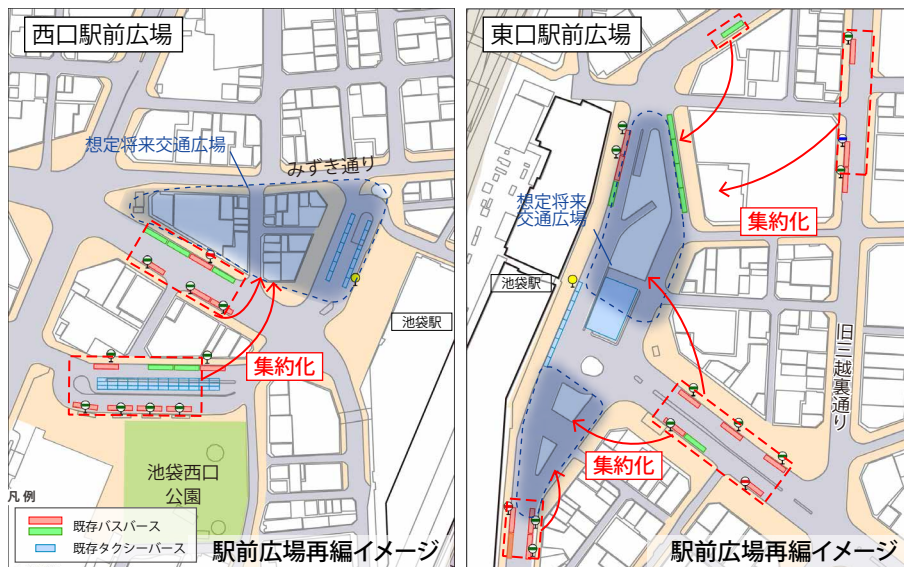 西口駅前広場
想定将来交通広場
みずき通り
池袋駅
集約化
池袋西口
公園
凡例
既存バスバース
既存タクシーバース
駅前広場再編イメージ
東口駅前広場
集約化
想定将来
交通広場
池袋駅
旧三越裏通り
集約化
駅前広場再編イメージ